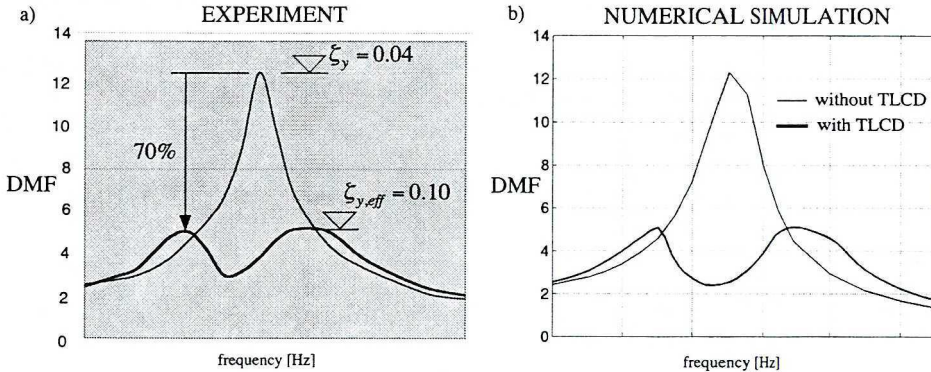 a) EXPERIMENT
14
12
10
8
6
4
2
0
DMF
70%
ζy = 0.04
ζy,eff = 0.10
frequency [Hz]
b) NUMERICAL SIMULATION
14
12
10
8
6
4
2
0
DMF
without TLCD
with TLCD
frequency [Hz]